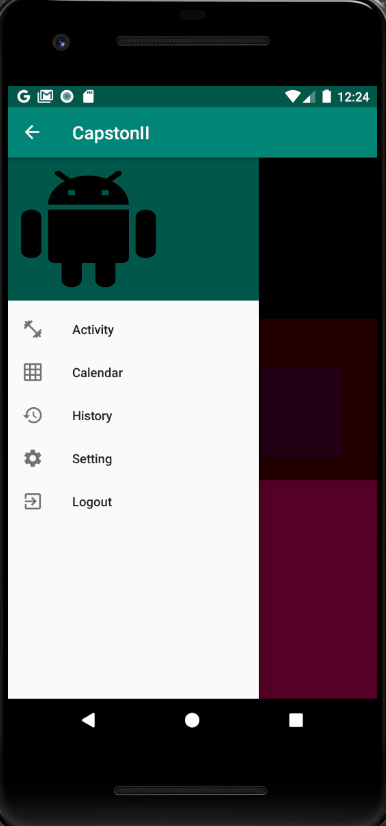 G M 12:24
CapstonII
Activity
Calendar
History
Setting
Logout